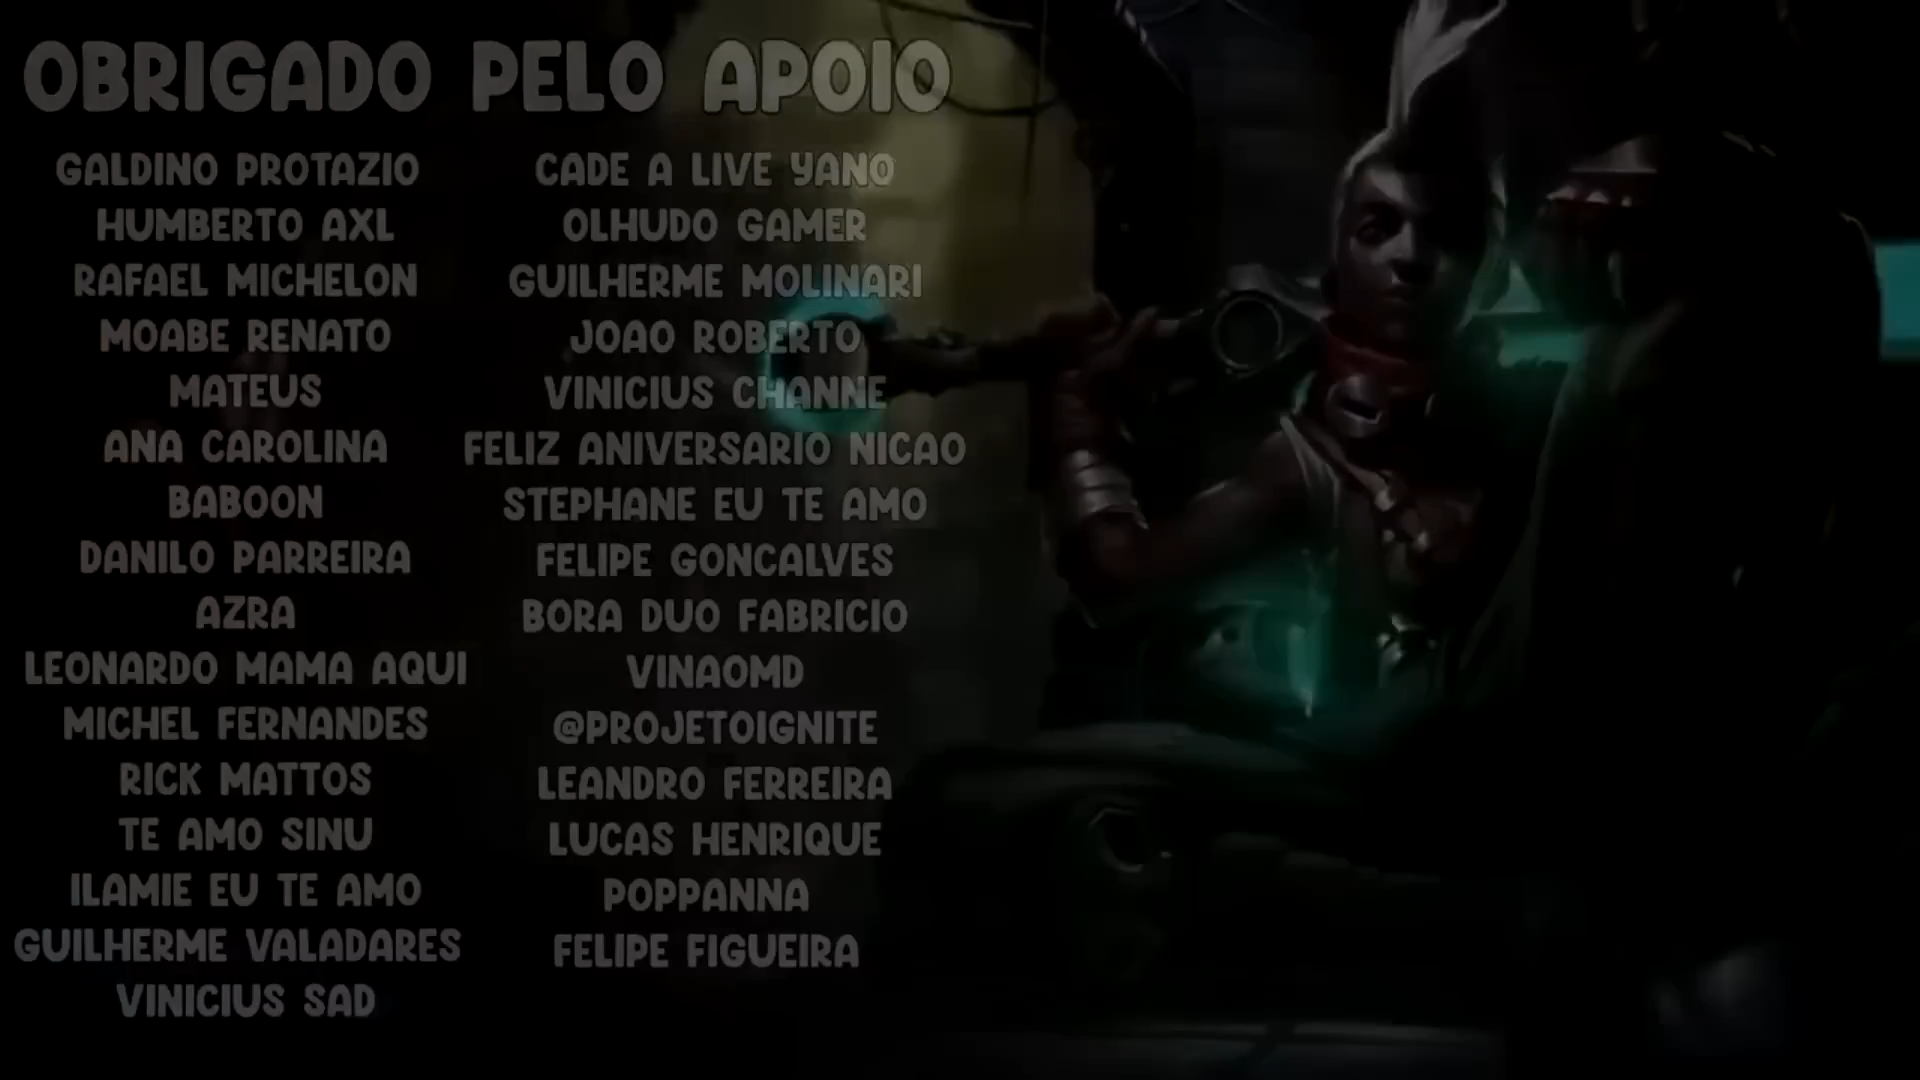 OBRIGADO PELO APOIO
GALDINO PROTAZIO
HUMBERTO AXL
RAFAEL MICHELON
MOABE RENATO
MATEUS
ANA CAROLINA
BABOON
DANILO PARREIRA
AZRA
LEONARDO MAMA AQUI
MICHEL FERNANDES
RICK MATTOS
TE AMO SINU
ILAMIE EU TE AMO
GUILHERME VALADARES
VINICIUS SAD
CADE A LIVE YANO
OLHUDO GAMER
GUILHERME MOLINARI
JOAO ROBERTO
VINICIUS CHANNE
FELIZ ANIVERSARIO NICAO
STEPHANE EU TE AMO
FELIPE GONCALVES
BORA DUO FABRICIO
VINAOMD
@PROJETOIGNITE
LEANDRO FERREIRA
LUCAS HENRIQUE
POPPANNA
FELIPE FIGUEIRA